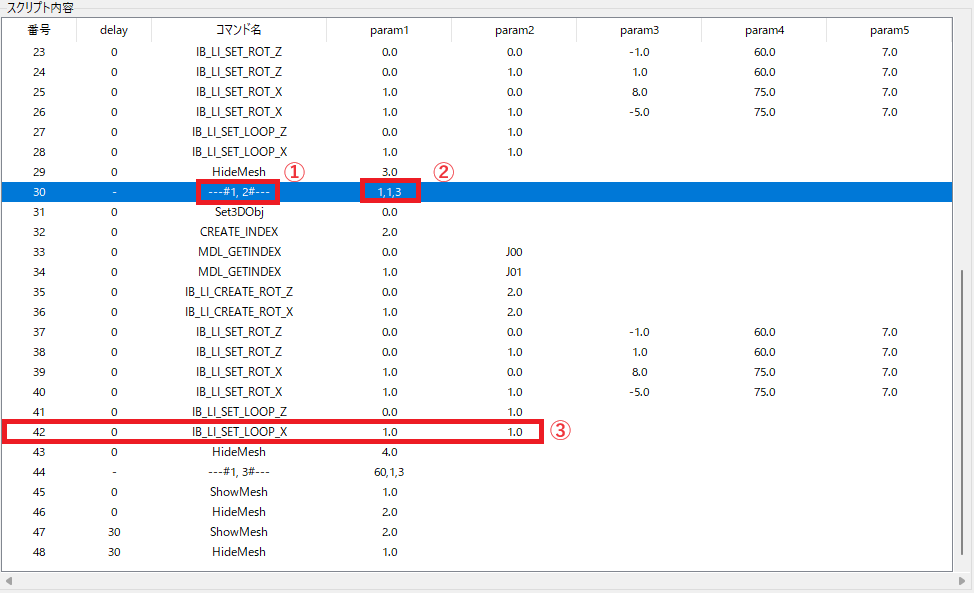 スクリプト内容
番号 delay コマンド名 param1 param2 param3 param4 param5
23 0 IB_LI_SET_ROT_Z 0.0 0.0 -1.0 60.0 7.0
24 0 IB_LI_SET_ROT_Z 0.0 1.0 1.0 60.0 7.0
25 0 IB_LI_SET_ROT_X 1.0 0.0 8.0 75.0 7.0
26 0 IB_LI_SET_ROT_X 1.0 1.0 -5.0 75.0 7.0
27 0 IB_LI_SET_LOOP_Z 0.0 1.0
28 0 IB_LI_SET_LOOP_X 1.0 1.0
29 0 HideMesh ① 3.0 ②
30 - ---#1, 2#--- 1,1,3
31 0 Set3DObj 0.0
32 0 CREATE_INDEX 2.0
33 0 MDL_GETINDEX 0.0 J00
34 0 MDL_GETINDEX 1.0 J01
35 0 IB_LI_CREATE_ROT_Z 0.0 2.0
36 0 IB_LI_CREATE_ROT_X 1.0 2.0
37 0 IB_LI_SET_ROT_Z 0.0 0.0 -1.0 60.0 7.0
38 0 IB_LI_SET_ROT_Z 0.0 1.0 1.0 60.0 7.0
39 0 IB_LI_SET_ROT_X 1.0 0.0 8.0 75.0 7.0
40 0 IB_LI_SET_ROT_X 1.0 1.0 -5.0 75.0 7.0
41 0 IB_LI_SET_LOOP_Z 0.0 1.0
42 0 IB_LI_SET_LOOP_X 1.0 1.0 ③
43 0 HideMesh 4.0
44 - ---#1, 3#--- 60,1,3
45 0 ShowMesh 1.0
46 0 HideMesh 2.0
47 30 ShowMesh 2.0
48 30 HideMesh 1.0